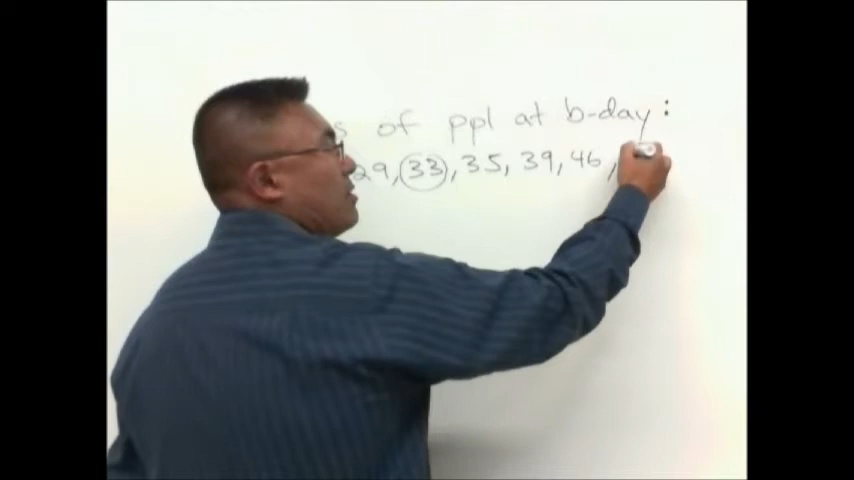 of ppl at b-day:
29, 33, 35, 39, 46,